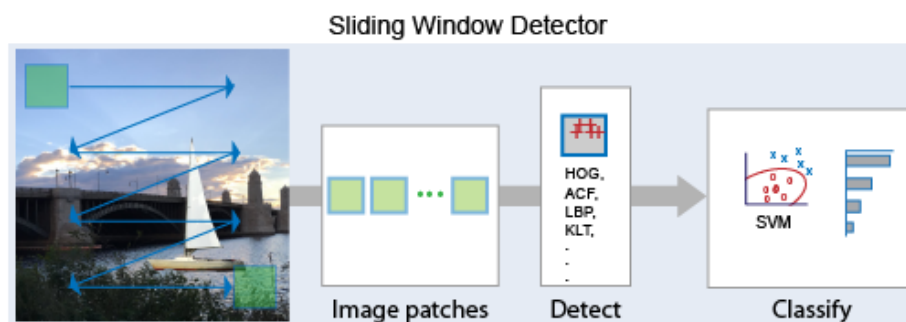 Sliding Window Detector
HOG,
ACF,
LBP,
KLT,
.
.
.
SVM
Image patches
Detect
Classify